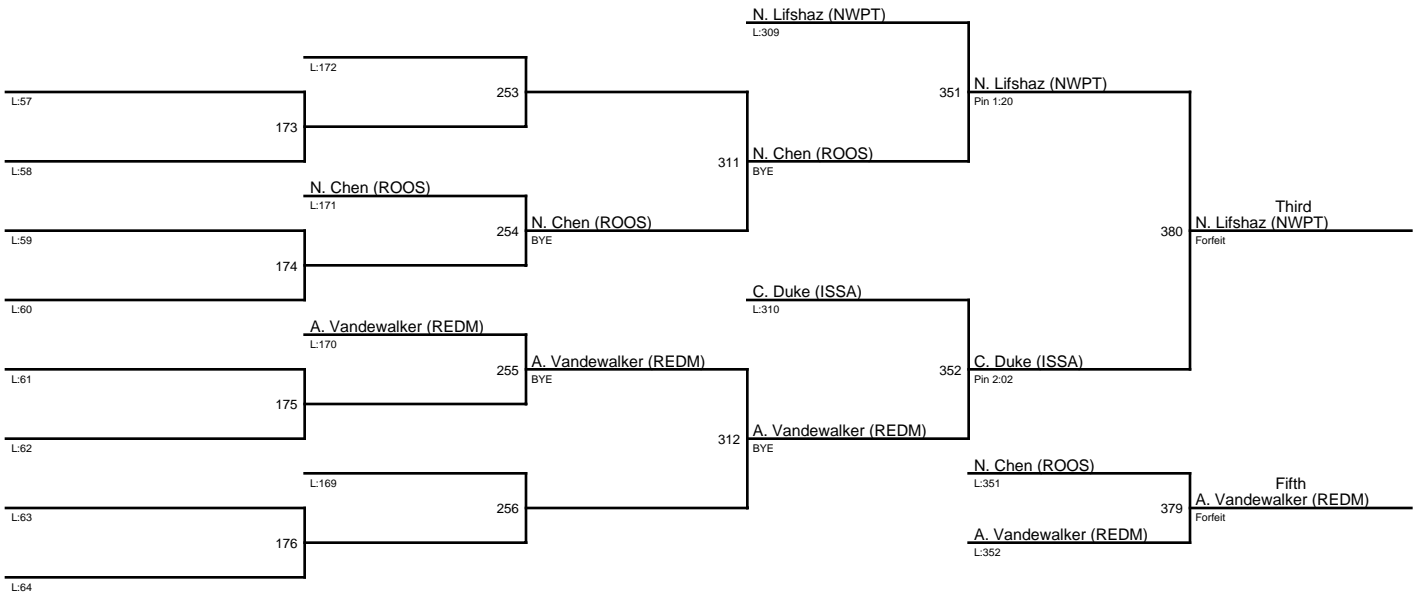 N. Lifshaz (NWPT)
L:309
L:172
L:57
253
351
N. Lifshaz (NWPT)
Pin 1:20
173
L:58
311
N. Chen (ROOS)
BYE
N. Chen (ROOS)
L:171
Third
L:59
254
N. Chen (ROOS)
BYE
380
N. Lifshaz (NWPT)
Forfeit
174
L:60
C. Duke (ISSA)
L:310
A. Vandewalker (REDM)
L:170
L:61
255
A. Vandewalker (REDM)
BYE
352
C. Duke (ISSA)
Pin 2:02
175
L:62
312
A. Vandewalker (REDM)
BYE
L:169
N. Chen (ROOS)
L:351
Fifth
L:63
256
379
A. Vandewalker (REDM)
Forfeit
176
A. Vandewalker (REDM)
L:352
L:64